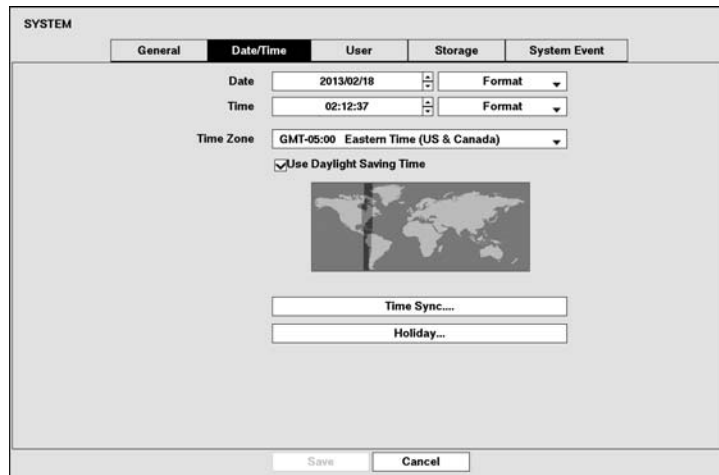 SYSTEM
General Date/Time User Storage System Event
Date 2013/02/18 Format
Time 02:12:37 Format
Time Zone GMT-05:00 Eastern Time (US & Canada)
Use Daylight Saving Time
Time Sync....
Holiday...
Save Cancel